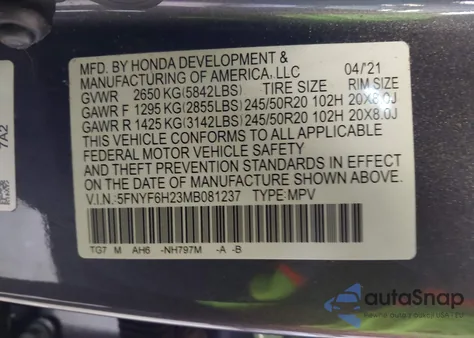 MFD. BY HONDA DEVELOPMENT &
MANUFACTURING OF AMERICA, LLC 04/21
GVWR 2650 KG(5842LBS) TIRE SIZE RIM SIZE
GAWR F 1295 KG(2855LBS) 245/50R20 102H 20X8.0J
GAWR R 1425 KG(3142LBS) 245/50R20 102H 20X8.0J
THIS VEHICLE CONFORMS TO ALL APPLICABLE
FEDERAL MOTOR VEHICLE SAFETY
AND THEFT PREVENTION STANDARDS IN EFFECT
ON THE DATE OF MANUFACTURE SHOWN ABOVE.
V.I.N.:5FNYF6H23MB081237 TYPE:MPV
TG7 M AH6 -NH797M -A -B
7A2
autoSnap